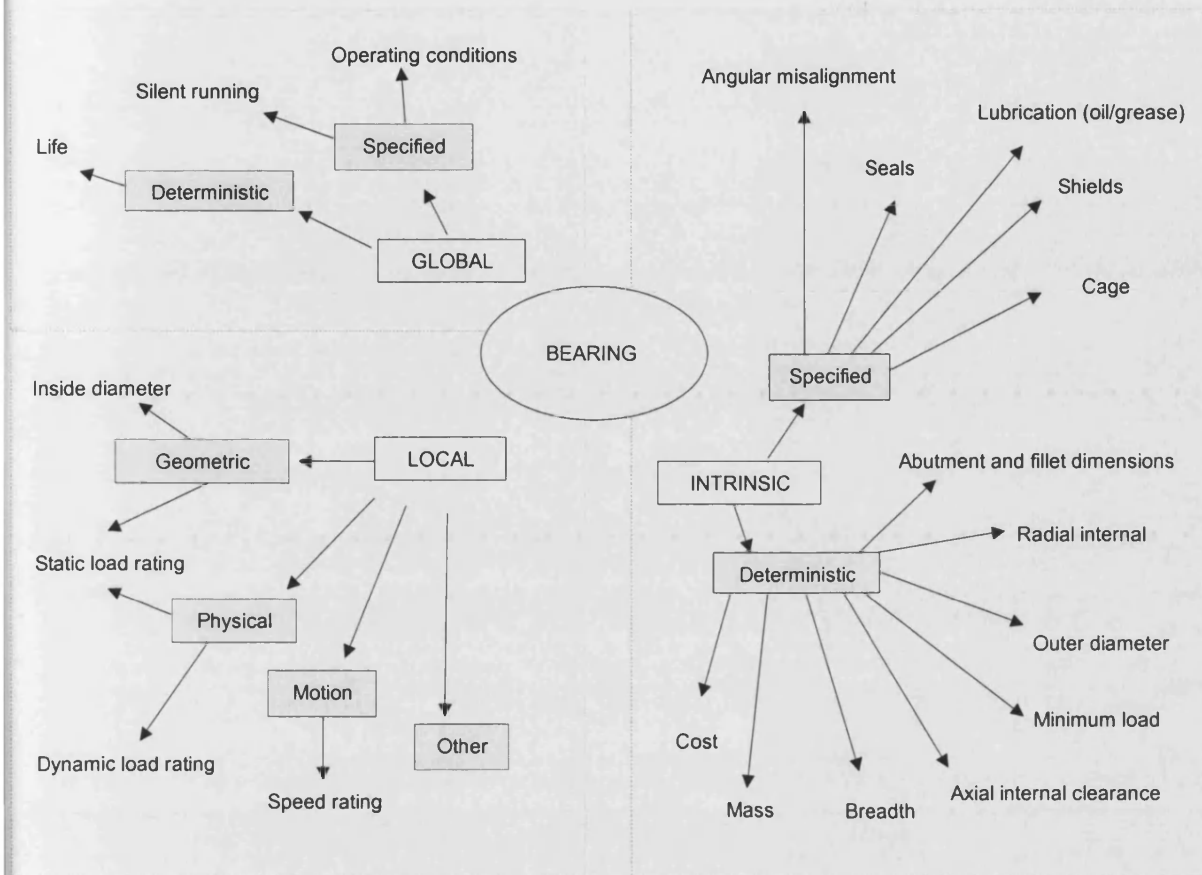 Operating conditions
Silent running
Specified
Life
Deterministic
GLOBAL
BEARING
Angular misalignment
Lubrication (oil/grease)
Seals
Shields
Cage
Specified
INTRINSIC
Abutment and fillet dimensions
Radial internal
Deterministic
Outer diameter
Minimum load
Cost
Axial internal clearance
Mass
Breadth
Inside diameter
Geometric
LOCAL
Static load rating
Physical
Motion
Other
Dynamic load rating
Speed rating